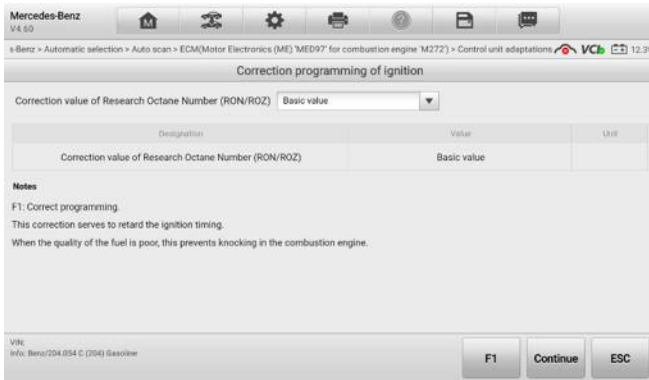 Mercedes-Benz
V4.60
s-Benz > Automatic selection > Auto scan > ECM(Motor Electronics (ME) 'MED97' for combustion engine 'M272') > Control unit adaptations
VCI
12.3
Correction programming of ignition
Correction value of Research Octane Number (RON/ROZ) Basic value
Designation Value Unit
Correction value of Research Octane Number (RON/ROZ) Basic value
Notes
F1: Correct programming.
This correction serves to retard the ignition timing.
When the quality of the fuel is poor, this prevents knocking in the combustion engine.
VIN:
Info: Benz/204.054 C (204) Gasoline
F1 Continue ESC